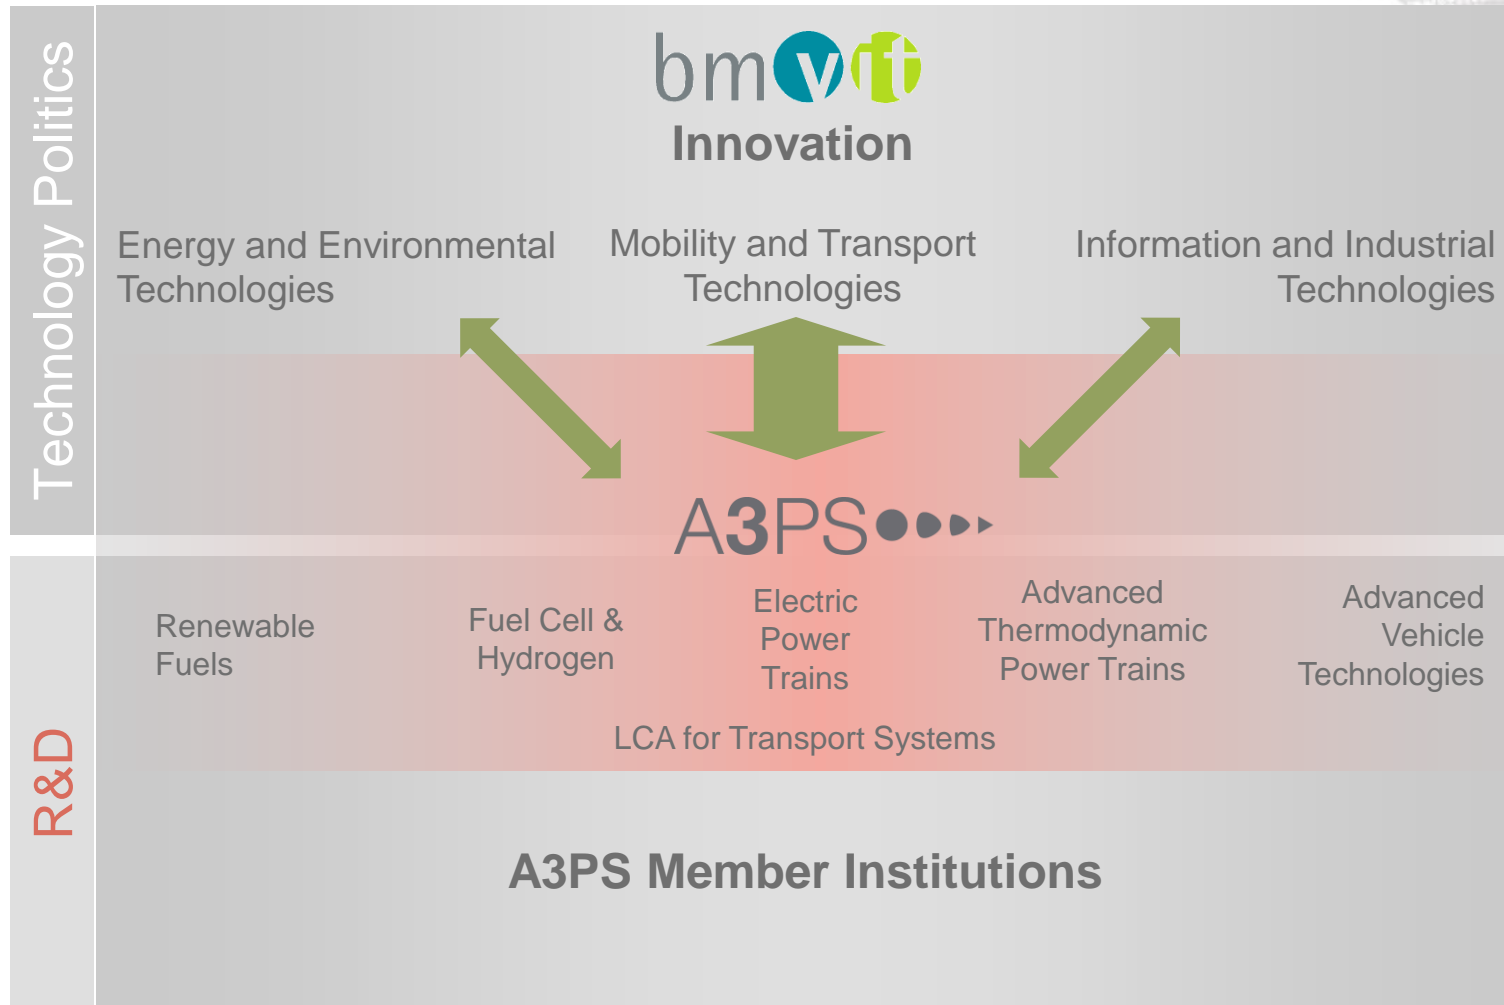 Technology Politics
bmvit
Innovation
Energy and Environmental
Technologies
Mobility and Transport
Technologies
Information and Industrial
Technologies
A3PS
R&D
Renewable
Fuels
Fuel Cell &
Hydrogen
Electric
Power
Trains
Advanced
Thermodynamic
Power Trains
Advanced
Vehicle
Technologies
LCA for Transport Systems
A3PS Member Institutions